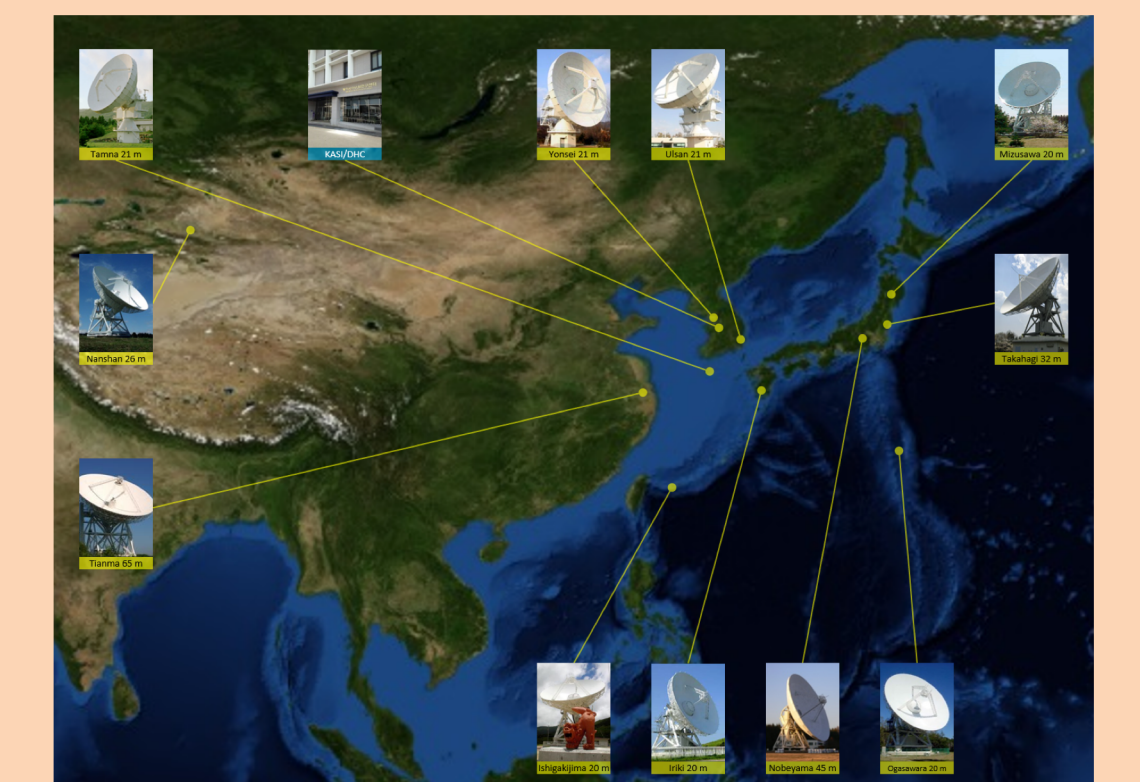 Tamna 21 m
KASI/DHC
Yonsei 21 m
Ulsan 21 m
Mizusawa 20 m
Nanshan 26 m
Takahagi 32 m
Tianma 65 m
Ishigakijima 20 m
Iriki 20 m
Nobeyama 45 m
Ogasawara 20 m